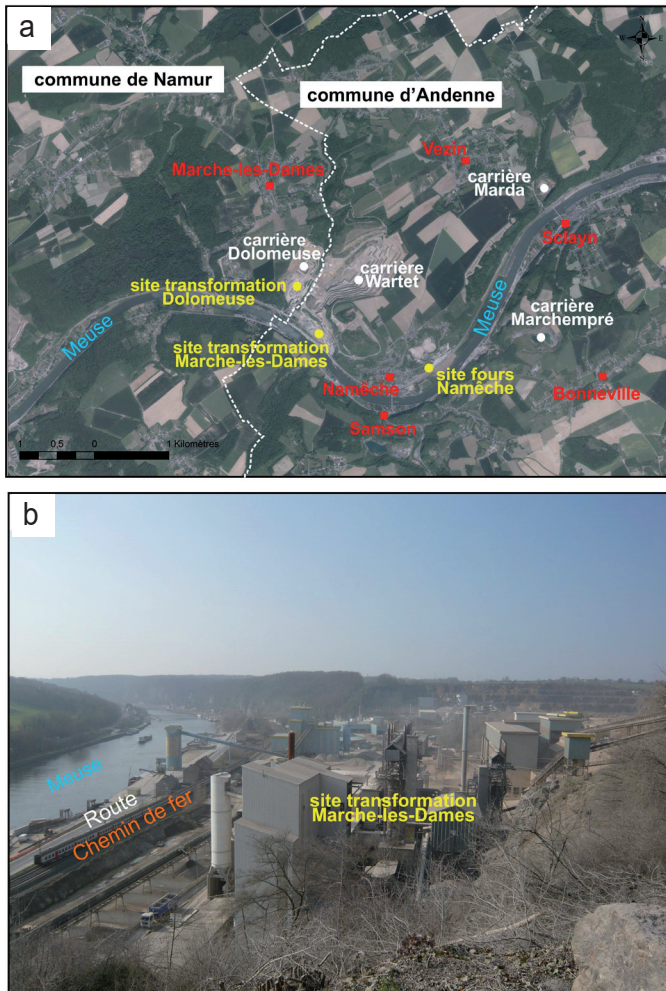 a
N
W E
S
commune de Namur
commune d'Andenne
Marche-les-Dames
Vezin
carrière
Marda
Sclayn
carrière
Dolomeuse
carrière
Wartet
site transformation
Dolomeuse
Meuse
Meuse
carrière
Marchempré
site transformation
Marche-les-Dames
Namêche
site fours
Namêche
Bonneville
Samson
1 0,5 0 1 Kilomètres
b
Meuse
Route
Chemin de fer
site transformation
Marche-les-Dames